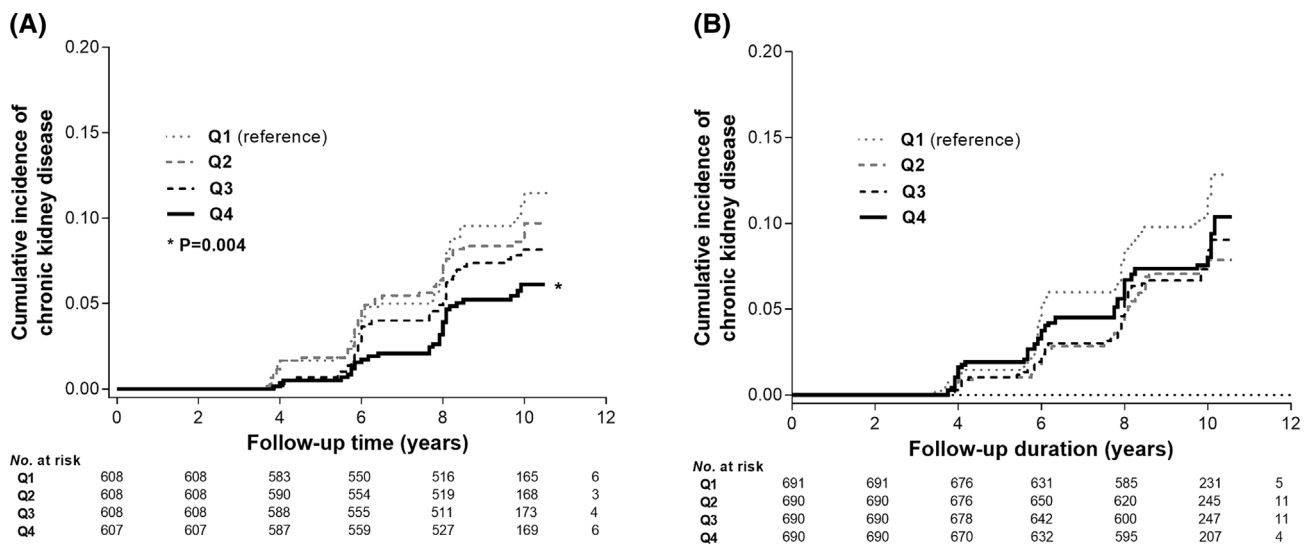 (A)
Cumulative incidence of
chronic kidney disease
0.20
0.15
0.10
0.05
0.00
Q1 (reference)
Q2
Q3
Q4
* P=0.004
*
0 2 4 6 8 10 12
Follow-up time (years)
No. at risk
Q1 608 608 583 550 516 165 6
Q2 608 608 590 554 519 168 3
Q3 608 608 588 555 511 173 4
Q4 607 607 587 559 527 169 6
(B)
Cumulative incidence of
chronic kidney disease
0.20
0.15
0.10
0.05
0.00
Q1 (reference)
Q2
Q3
Q4
0 2 4 6 8 10 12
Follow-up duration (years)
No. at risk
Q1 691 691 676 631 585 231 5
Q2 690 690 676 650 620 245 11
Q3 690 690 678 642 600 247 11
Q4 690 690 670 632 595 207 4